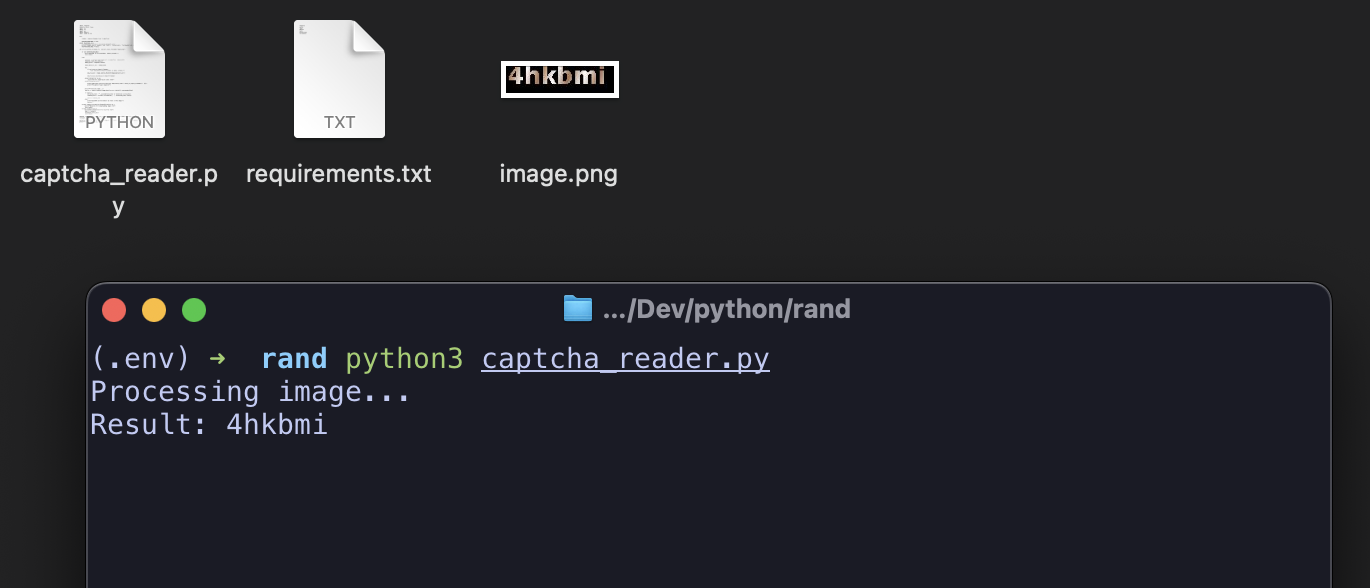 PYTHON
TXT
4hkbmi
captcha_reader.p
y
requirements.txt
image.png
.../Dev/python/rand
(.env) → rand python3 captcha_reader.py
Processing image...
Result: 4hkbmi